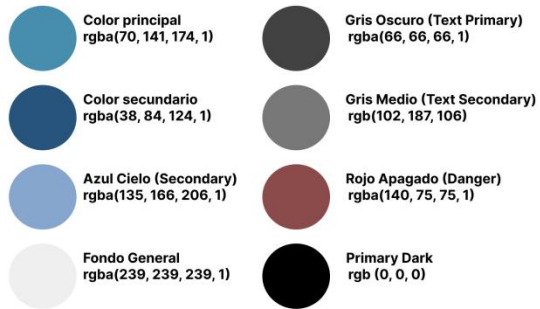 Color principal
rgba(70, 141, 174, 1)
Gris Oscuro (Text Primary)
rgba(66, 66, 66, 1)
Color secundario
rgba(38, 84, 124, 1)
Gris Medio (Text Secondary)
rgb(102, 187, 106)
Azul Cielo (Secondary)
rgba(135, 166, 206, 1)
Rojo Apagado (Danger)
rgba(140, 75, 75, 1)
Fondo General
rgba(239, 239, 239, 1)
Primary Dark
rgb (0, 0, 0)